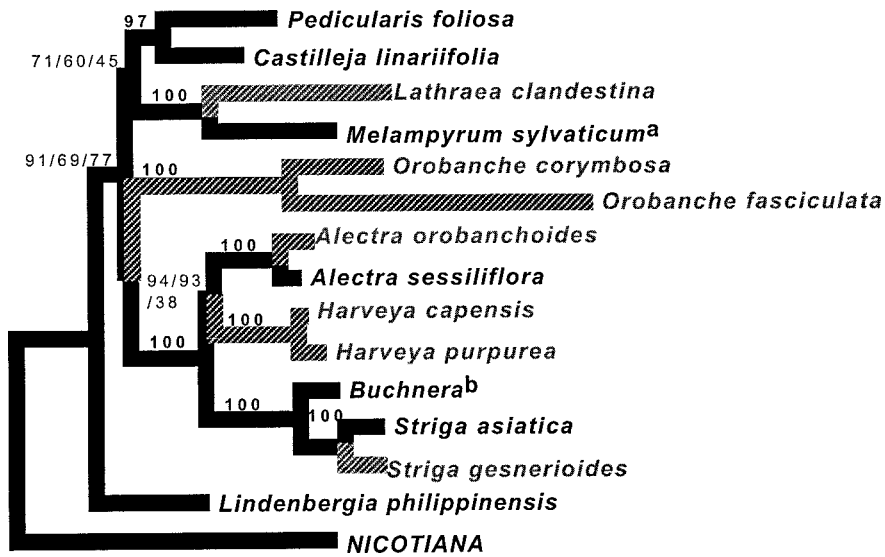 97
Pedicularis foliosa
Castilleja linariifolia
71/60/45
100
Lathraea clandestina
Melampyrum sylvaticuma
91/69/77
100
Orobanche corymbosa
Orobanche fasciculata
100
Alectra orobanchoides
Alectra sessiliflora
94/93
/38
Harveya capensis
100
100
Harveya purpurea
Buchnerab
100
100
Striga asiatica
Striga gesnerioides
Lindenbergia philippinensis
NICOTIANA